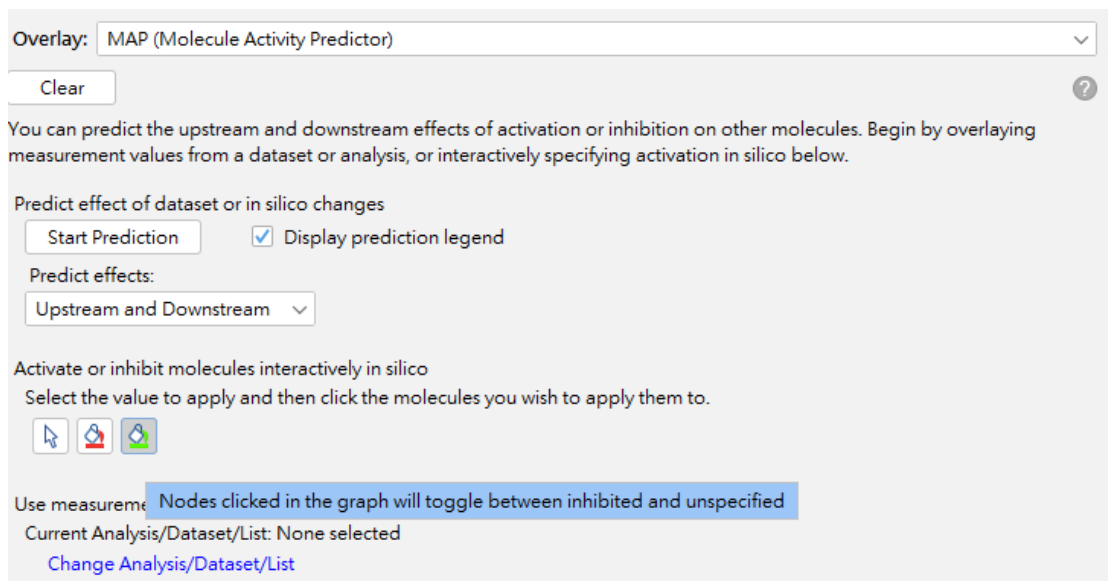 Overlay: MAP (Molecule Activity Predictor)
Clear
?
You can predict the upstream and downstream effects of activation or inhibition on other molecules. Begin by overlaying
measurement values from a dataset or analysis, or interactively specifying activation in silico below.
Predict effect of dataset or in silico changes
Start Prediction Display prediction legend
Predict effects:
Upstream and Downstream
Activate or inhibit molecules interactively in silico
Select the value to apply and then click the molecules you wish to apply them to.
Nodes clicked in the graph will toggle between inhibited and unspecified
Use
Current Analysis/Dataset/List: None selected
Change Analysis/Dataset/List